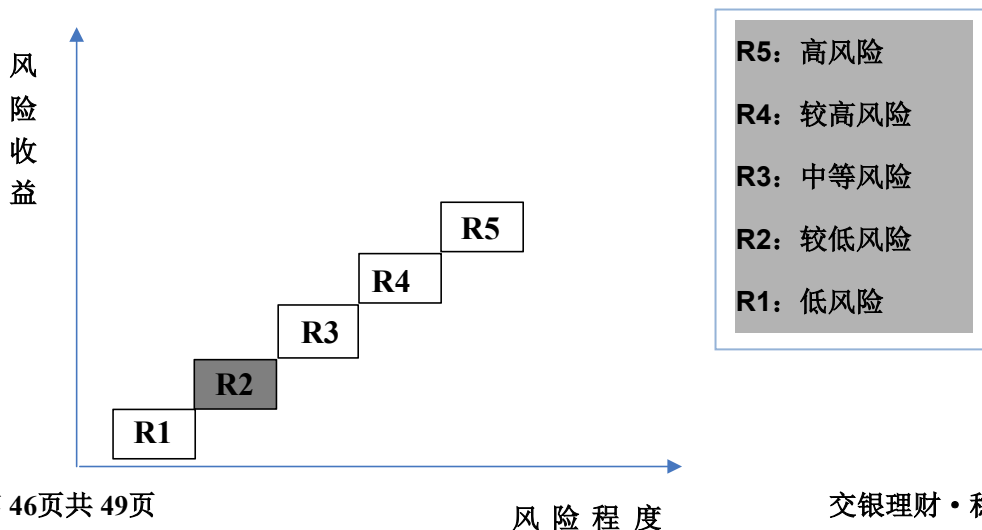 风
险
收
益
R5
R4
R3
R2
R1
风 险 程 度
R5：高风险
R4：较高风险
R3：中等风险
R2：较低风险
R1：低风险
46页共 49页
交银理财·